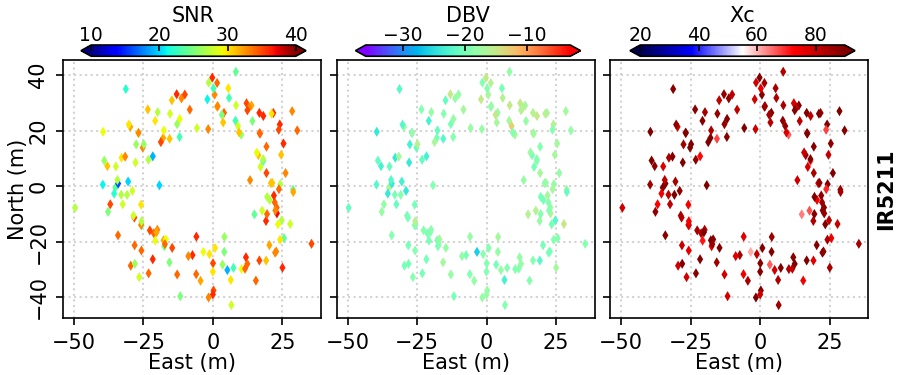 SNR DBV Xc
10 20 30 40 −30 −20 −10 20 40 60 80
40
20
0
−20
−40
North (m)
−50 −25 0 25 −50 −25 0 25 −50 −25 0 25
East (m) East (m) East (m)
IR5211